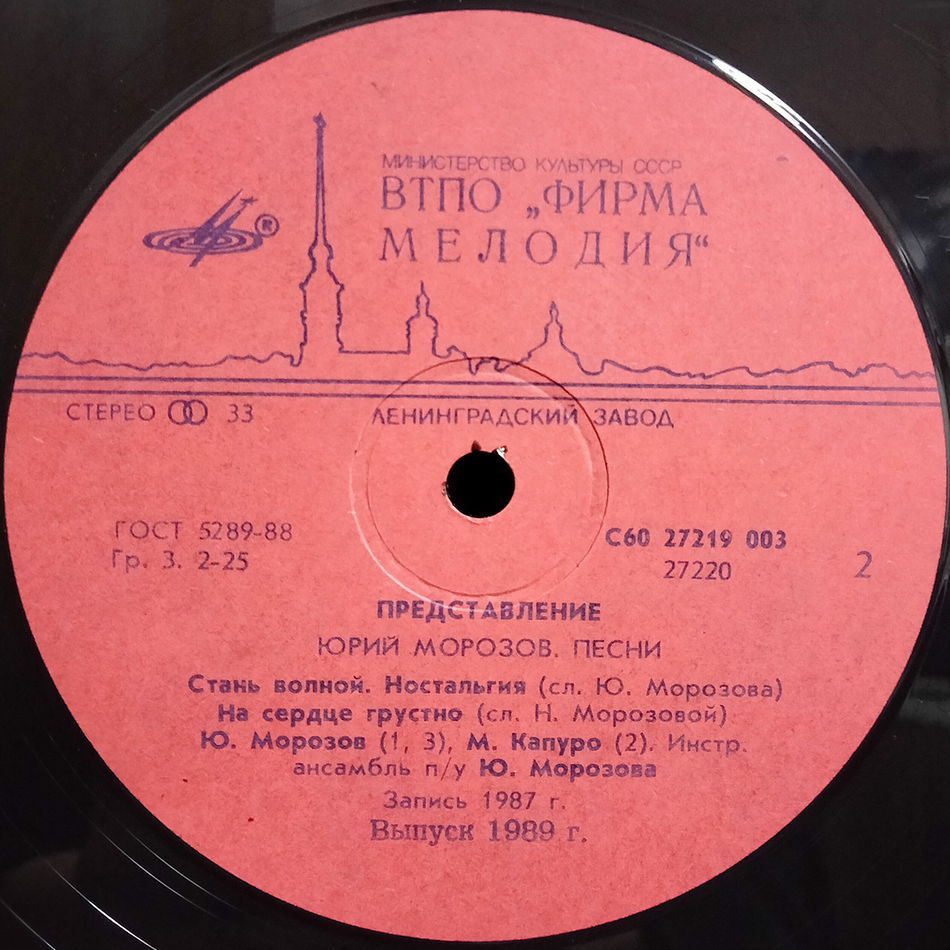 МИНИСТЕРСТВО КУЛЬТУРЫ СССР
ВТПО „ФИРМА
МЕЛОДИЯ“
®
СТЕРЕО 33
ЛЕНИНГРАДСКИЙ ЗАВОД
ГОСТ 5289-88
Гр. 3. 2-25
С60 27219 003
27220
2
ПРЕДСТАВЛЕНИЕ
ЮРИЙ МОРОЗОВ. ПЕСНИ
Стань волной. Ностальгия (сл. Ю. Морозова)
На сердце грустно (сл. Н. Морозовой)
Ю. Морозов (1, 3), М. Капуро (2). Инстр.
ансамбль п/у Ю. Морозова
Запись 1987 г.
Выпуск 1989 г.